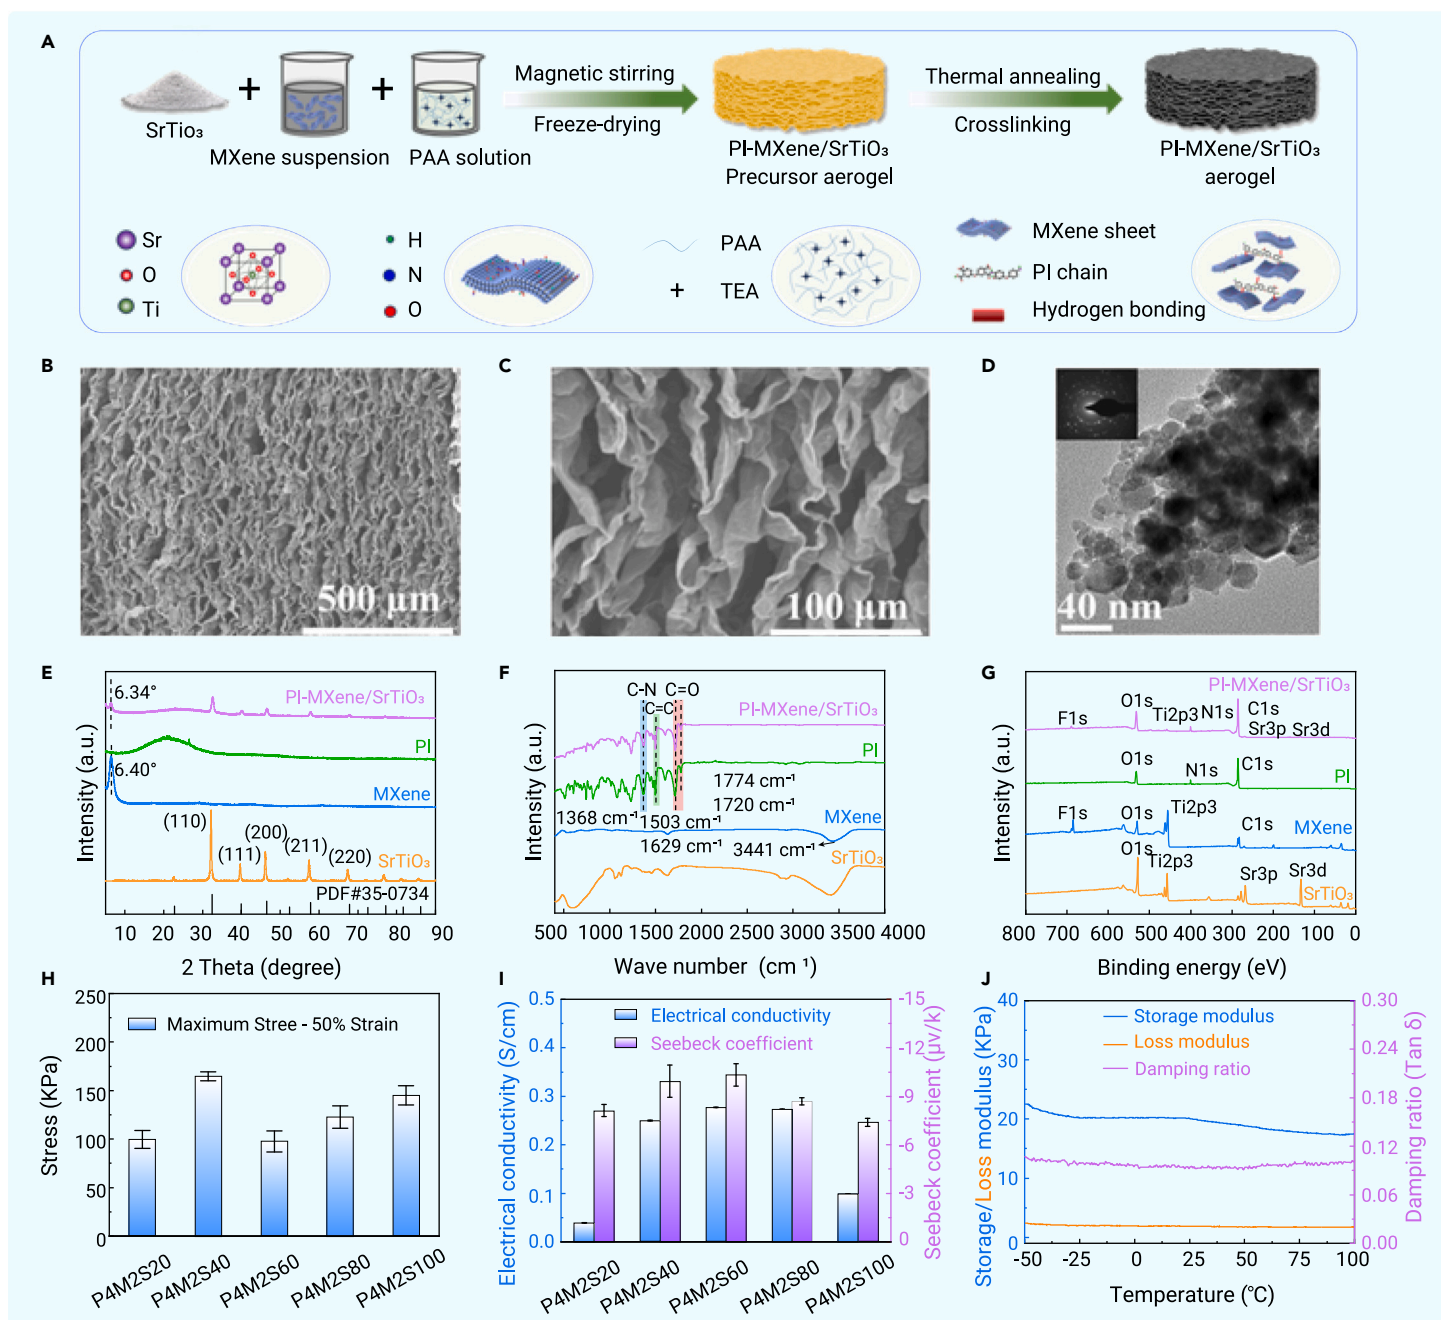 A
SrTio₃
+
MXene suspension
+
PAA solution
Magnetic stirring
Freeze-drying
PI-MXene/SrTiO₃
Precursor aerogel
Thermal annealing
Crosslinking
PI-MXene/SrTiO₃
aerogel
Sr
O
Ti
H
N
O
PAA
+ TEA
MXene sheet
PI chain
Hydrogen bonding
B
500 μm
C
100 μm
D
40 nm
E
Intensity (a.u.)
6.34°
PI-MXene/SrTiO₃
PI
6.40°
MXene
(110)
(111)
(200)
(211)
(220)
SrTiO₃
PDF#35-0734
10 20 30 40 50 60 70 80 90
2 Theta (degree)
F
Intensity (a.u.)
C-N C=O
C=C
PI-MXene/SrTiO₃
PI
1774 cm⁻¹
1720 cm⁻¹
1368 cm⁻¹
1503 cm⁻¹
MXene
1629 cm⁻¹
3441 cm⁻¹
SrTiO₃
500 1000 1500 2000 2500 3000 3500 4000
Wave number (cm ¹)
G
Intensity (a.u.)
PI-MXene/SrTiO₃
F1s
O1s
Ti2p3
N1s
C1s
Sr3p
Sr3d
O1s
N1s
C1s
PI
F1s
O1s
Ti2p3
C1s
MXene
O1s
Ti2p3
Sr3p
Sr3d
SrTiO₃
800 700 600 500 400 300 200 100 0
Binding energy (eV)
H
Stress (KPa)
250
200
150
100
50
0
Maximum Stree - 50% Strain
P4M2S20
P4M2S40
P4M2S60
P4M2S80
P4M2S100
I
Electrical conductivity (S/cm)
0.5
0.4
0.3
0.2
0.1
0.0
Electrical conductivity
Seebeck coefficient
-15
-12
-9
-6
-3
0
Seebeck coefficient (μv/k)
P4M2S20
P4M2S40
P4M2S60
P4M2S80
P4M2S100
J
Storage/Loss modulus (KPa)
40
30
20
10
0
Storage modulus
Loss modulus
Damping ratio
0.30
0.24
0.18
0.12
0.06
0.00
Damping ratio (Tan δ)
-50 -25 0 25 50 75 100
Temperature (°C)